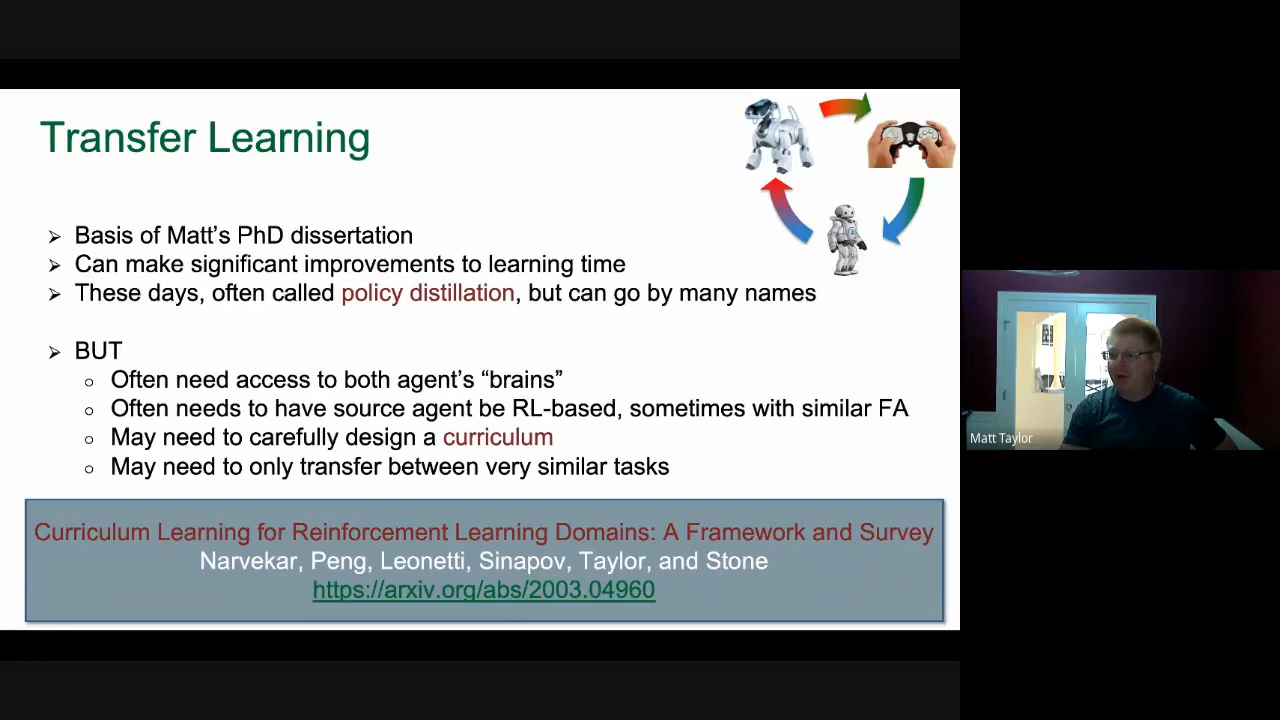 Transfer Learning
➢ Basis of Matt’s PhD dissertation
➢ Can make significant improvements to learning time
➢ These days, often called policy distillation, but can go by many names
➢ BUT
○ Often need access to both agent’s “brains”
○ Often needs to have source agent be RL-based, sometimes with similar FA
○ May need to carefully design a curriculum
○ May need to only transfer between very similar tasks
Curriculum Learning for Reinforcement Learning Domains: A Framework and Survey
Narvekar, Peng, Leonetti, Sinapov, Taylor, and Stone
https://arxiv.org/abs/2003.04960
Matt Taylor